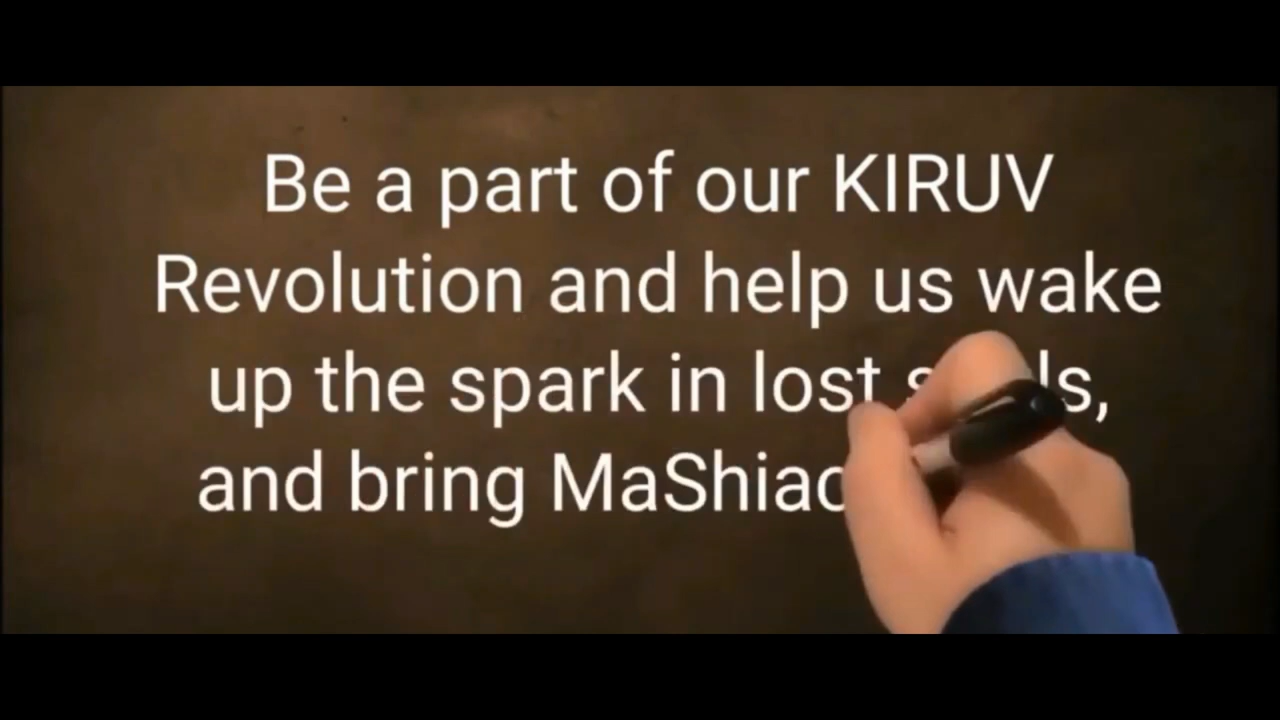 Be a part of our KIRUV
Revolution and help us wake
up the spark in lost
and bring